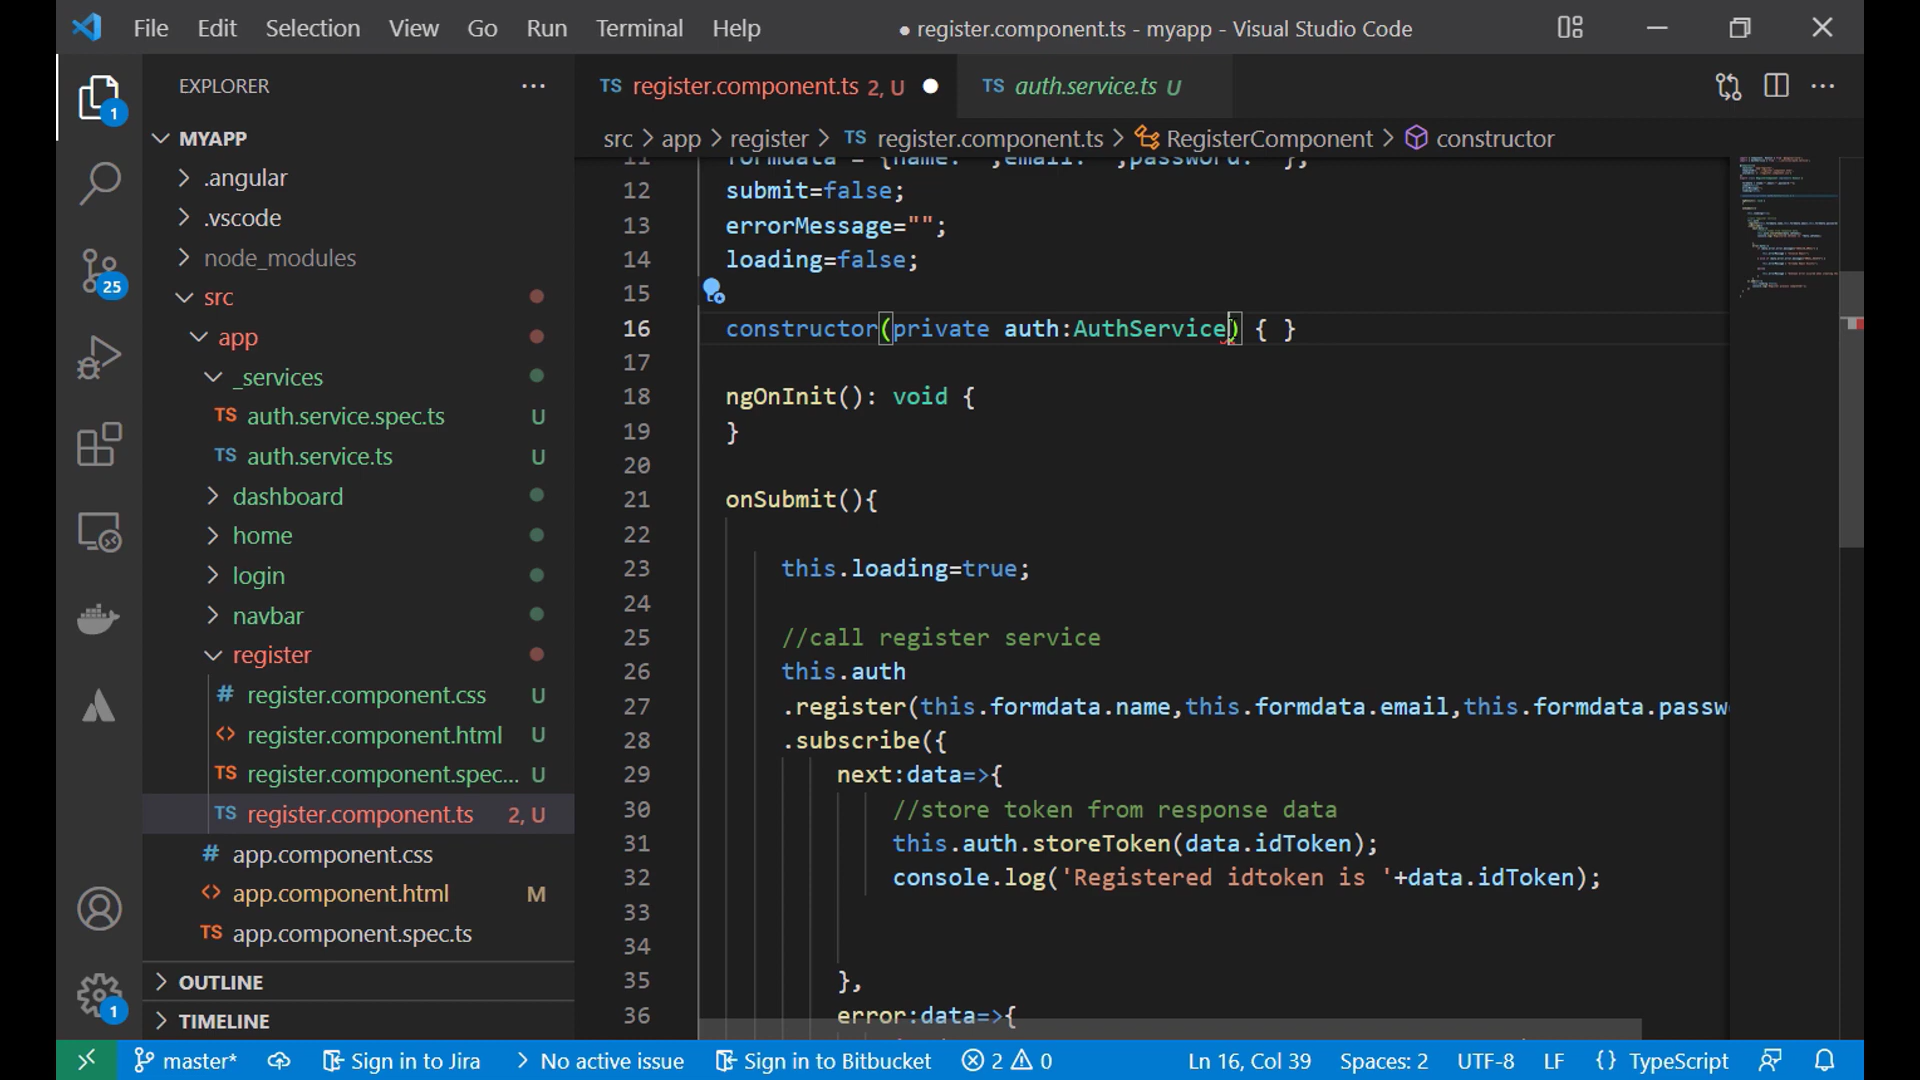 File Edit Selection View Go Run Terminal Help
● register.component.ts - myapp - Visual Studio Code
EXPLORER
TS register.component.ts 2, U
TS auth.service.ts U
src > app > register > TS register.component.ts > RegisterComponent > constructor
1
25
1
MYAPP
.angular
.vscode
node_modules
src
app
_services
TS auth.service.spec.ts U
TS auth.service.ts U
dashboard
home
login
navbar
register
# register.component.css U
<> register.component.html U
TS register.component.spec... U
TS register.component.ts 2, U
# app.component.css
<> app.component.html M
TS app.component.spec.ts
OUTLINE
TIMELINE
12 submit=false;
13 errorMessage="";
14 loading=false;
15
16 constructor(private auth:AuthService) { }
17
18 ngOnInit(): void {
19 }
20
21 onSubmit(){
22
23 this.loading=true;
24
25 //call register service
26 this.auth
27 .register(this.formdata.name,this.formdata.email,this.formdata.passw
28 .subscribe({
29 next:data=>{
30 //store token from response data
31 this.auth.storeToken(data.idToken);
32 console.log('Registered idtoken is '+data.idToken);
33
34
35 },
36 error:data=>{
master* Sign in to Jira No active issue Sign in to Bitbucket 2 0 Ln 16, Col 39 Spaces: 2 UTF-8 LF {} TypeScript